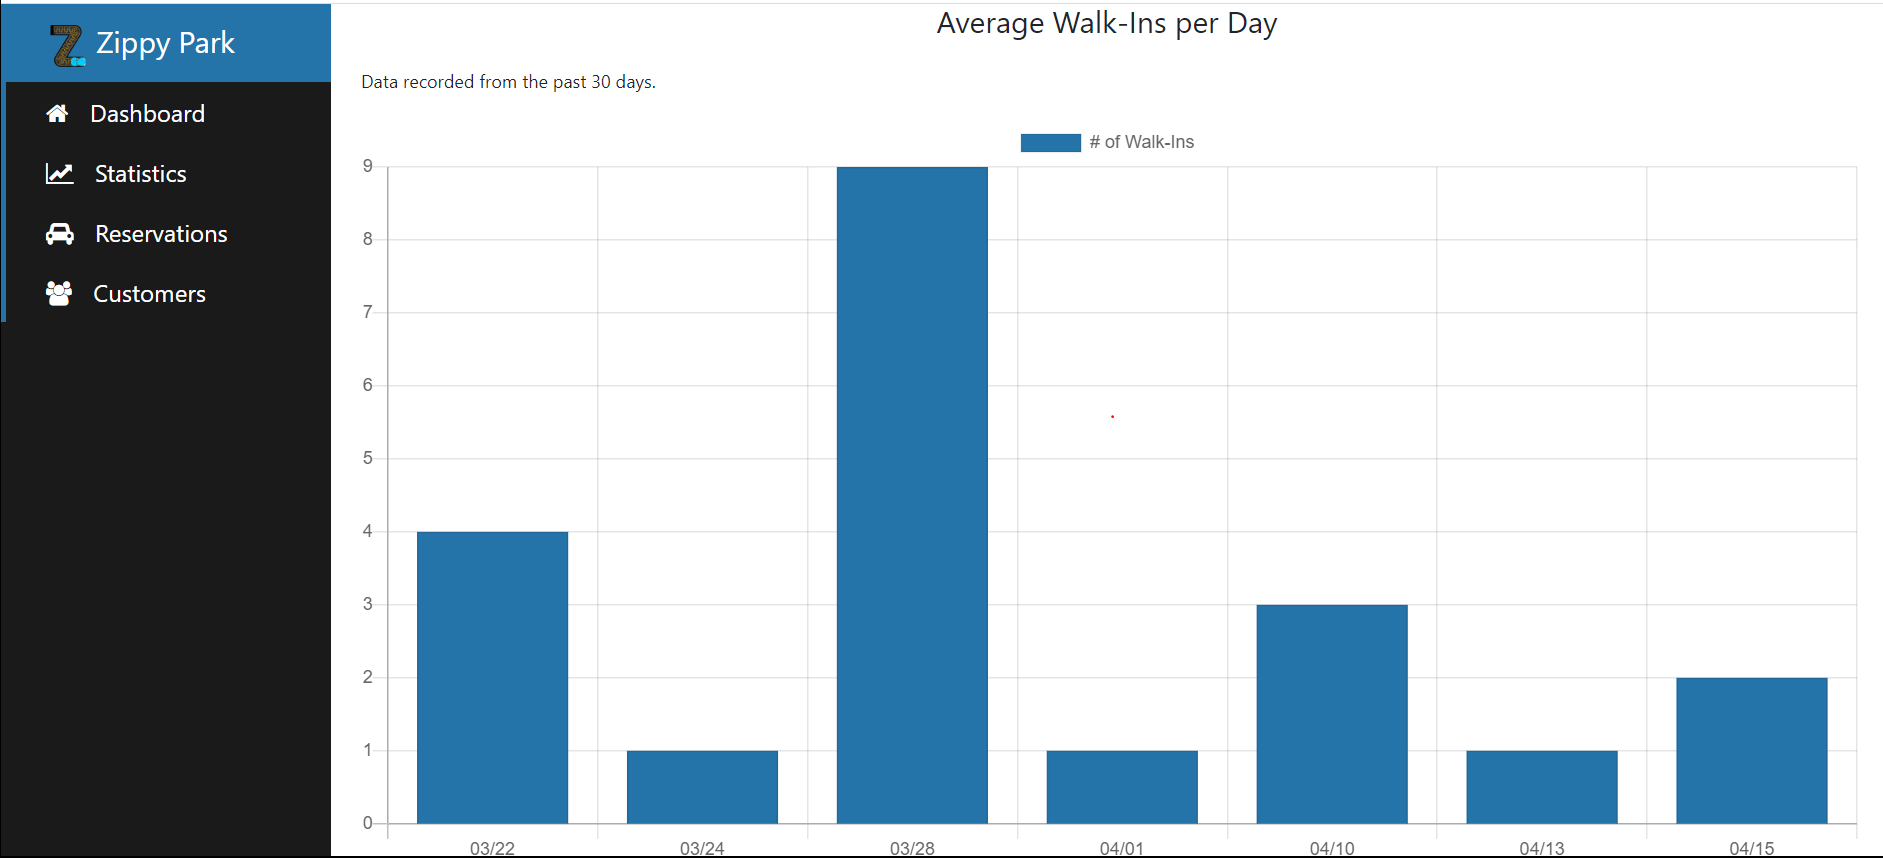 Zippy Park
Dashboard
Statistics
Reservations
Customers
Average Walk-Ins per Day
Data recorded from the past 30 days.
# of Walk-Ins
9
8
7
6
5
4
3
2
1
0
03/22 03/24 03/28 04/01 04/10 04/13 04/15